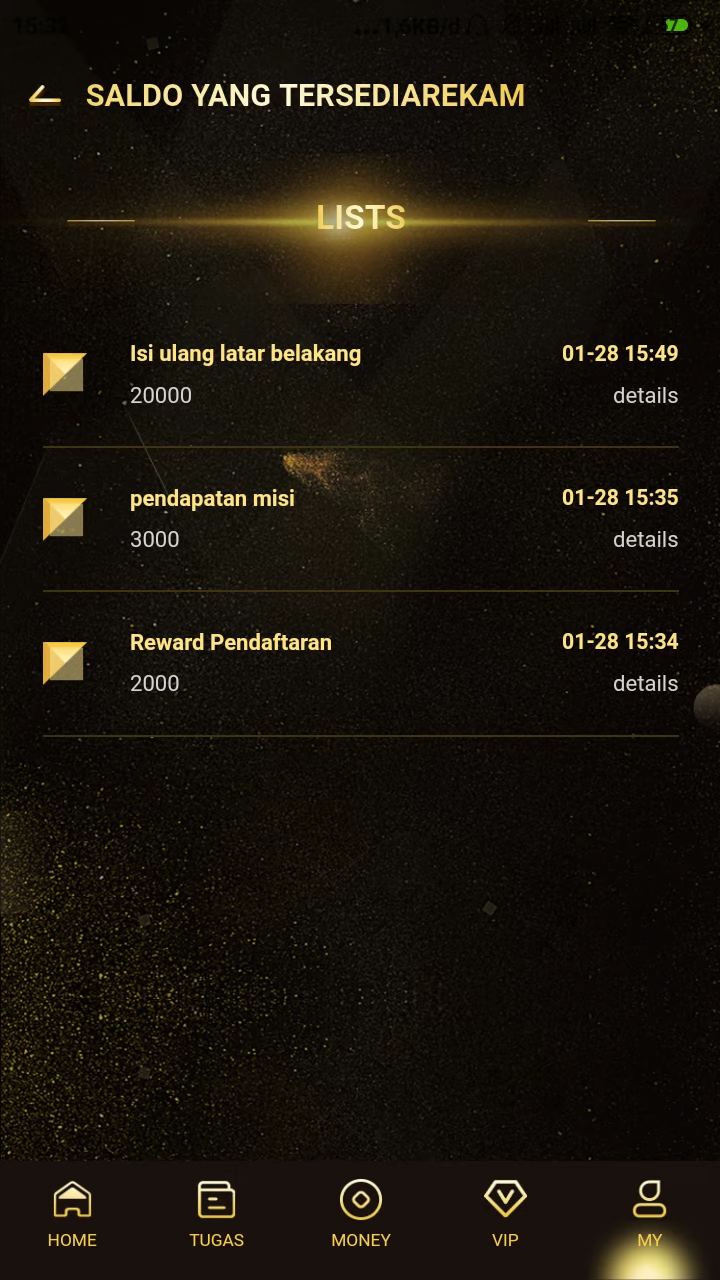 SALDO YANG TERSEDIAREKAM
LISTS
Isi ulang latar belakang 01-28 15:49
20000 details
pendapatan misi 01-28 15:35
3000 details
Reward Pendaftaran 01-28 15:34
2000 details
HOME TUGAS MONEY VIP MY